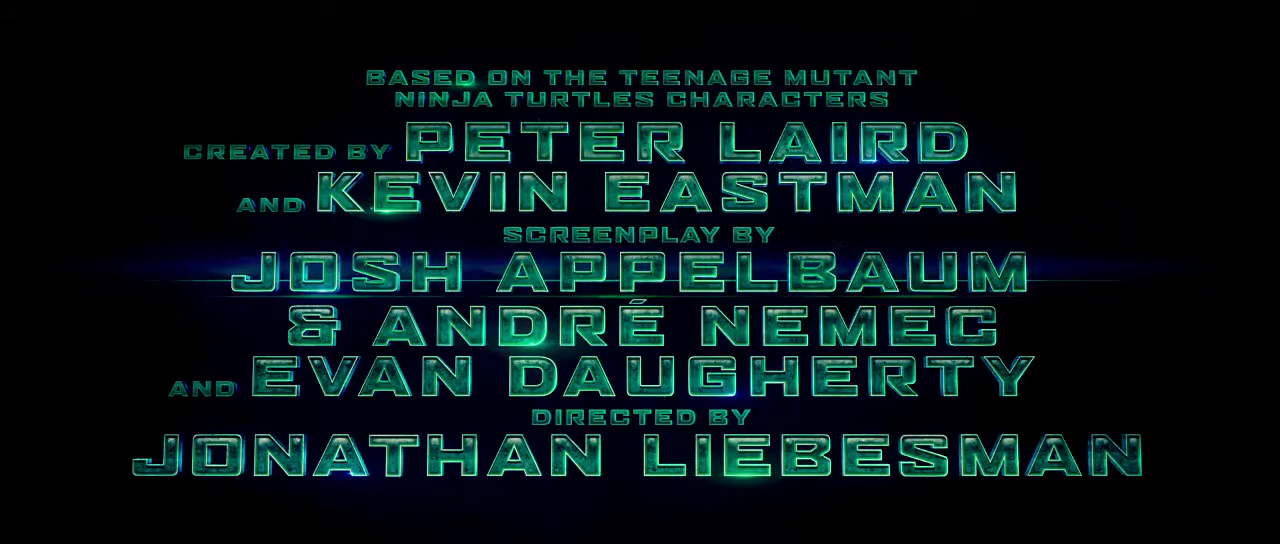 BASED ON THE TEENAGE MUTANT
NINJA TURTLES CHARACTERS
CREATED BY PETER LAIRD
AND KEVIN EASTMAN
SCREENPLAY BY
JOSH APPELBAUM
& ANDRÉ NEMEC
AND EVAN DAUGHERTY
DIRECTED BY
JONATHAN LIEBESMAN